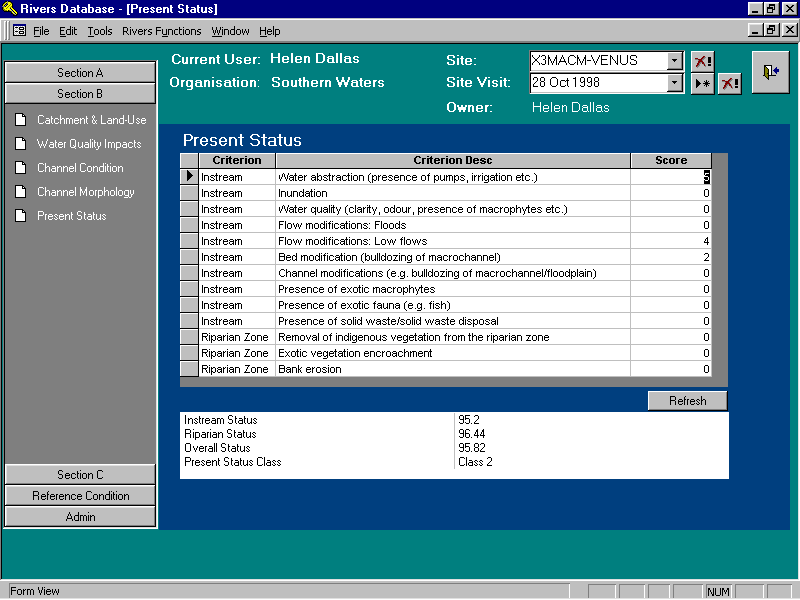 Rivers Database - [Present Status]
File Edit Tools Rivers Functions Window Help
Current User: Helen Dallas
Organisation: Southern Waters
Site: X3MACM-VENUS
Site Visit: 28 Oct 1998
Owner: Helen Dallas
Section A
Section B
Catchment & Land-Use
Water Quality Impacts
Channel Condition
Channel Morphology
Present Status
Section C
Reference Condition
Admin
Present Status
Criterion Criterion Desc Score
Instream Water abstraction (presence of pumps, irrigation etc.) 5
Instream Inundation 0
Instream Water quality (clarity, odour, presence of macrophytes etc.) 0
Instream Flow modifications: Floods 0
Instream Flow modifications: Low flows 4
Instream Bed modification (bulldozing of macrochannel) 2
Instream Channel modifications (e.g. bulldozing of macrochannel/floodplain) 0
Instream Presence of exotic macrophytes 0
Instream Presence of exotic fauna (e.g. fish) 0
Instream Presence of solid waste/solid waste disposal 0
Riparian Zone Removal of indigenous vegetation from the riparian zone 0
Riparian Zone Exotic vegetation encroachment 0
Riparian Zone Bank erosion 0
Refresh
Instream Status 95.2
Riparian Status 96.44
Overall Status 95.82
Present Status Class Class 2
Form View NUM